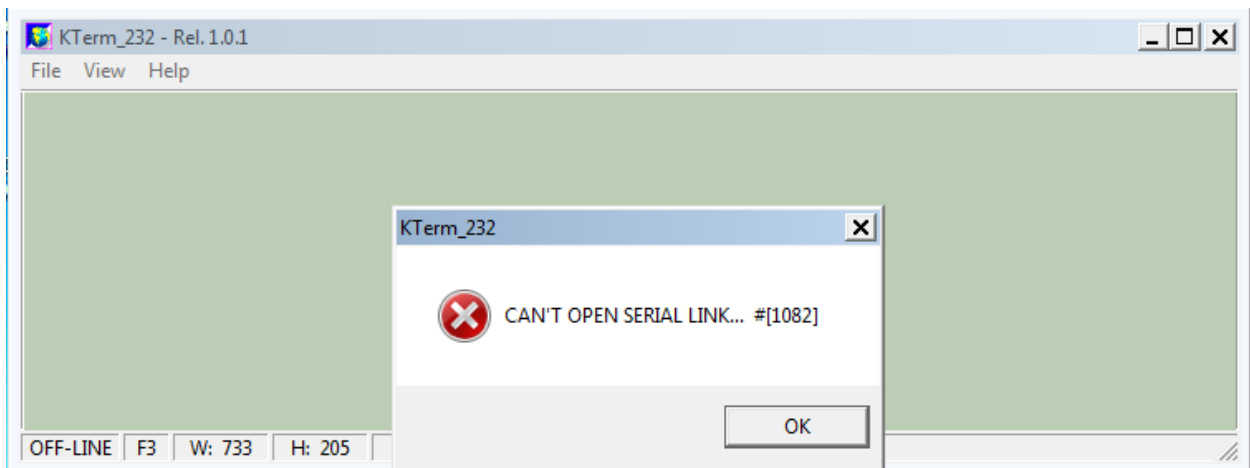 KTerm_232 - Rel. 1.0.1
File View Help
KTerm_232
CAN'T OPEN SERIAL LINK... #[1082]
OK
OFF-LINE F3 W: 733 H: 205